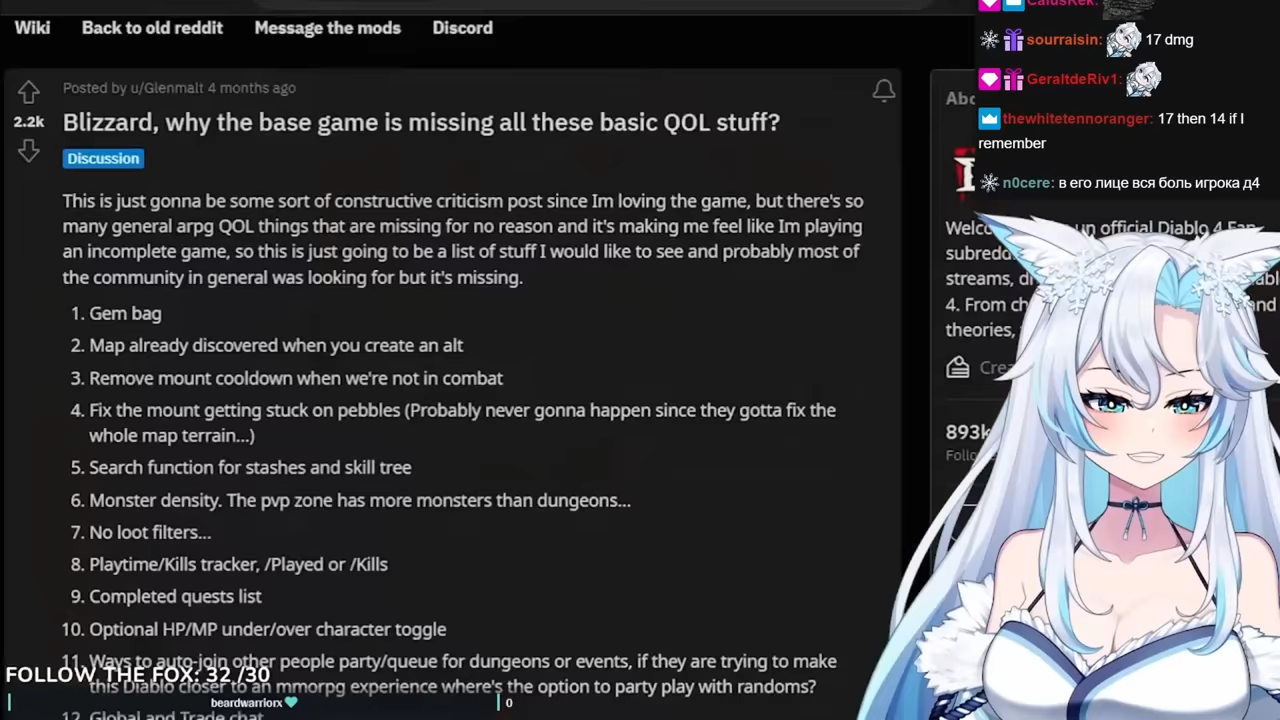 Wiki
Back to old reddit
Message the mods
Discord
Posted by u/Glenmalt 4 months ago
2.2k
Blizzard, why the base game is missing all these basic QOL stuff?
Discussion
This is just gonna be some sort of constructive criticism post since Im loving the game, but there's so
many general arpg QOL things that are missing for no reason and it's making me feel like Im playing
an incomplete game, so this is just going to be a list of stuff I would like to see and probably most of
the community in general was looking for but it's missing.
1. Gem bag
2. Map already discovered when you create an alt
3. Remove mount cooldown when we're not in combat
4. Fix the mount getting stuck on pebbles (Probably never gonna happen since they gotta fix the
whole map terrain...)
5. Search function for stashes and skill tree
6. Monster density. The pvp zone has more monsters than dungeons...
7. No loot filters...
8. Playtime/Kills tracker, /Played or /Kills
9. Completed quests list
10. Optional HP/MP under/over character toggle
11. Ways to auto-join other people party/queue for dungeons or events, if they are trying to make
this Diablo closer to an mmorpg experience where's the option to party play with randoms?
12. Global and Trade chat
FOLLOW THE FOX: 32 /30
beardwarriorx
0
CalusRek:
sourraisin: 17 dmg
GeraltdeRiv1:
thewhitetennoranger: 17 then 14 if I
remember
n0cere: в его лице вся боль игрока д4
official Diablo 4 Fan
streams,
4. From
theories,
893k